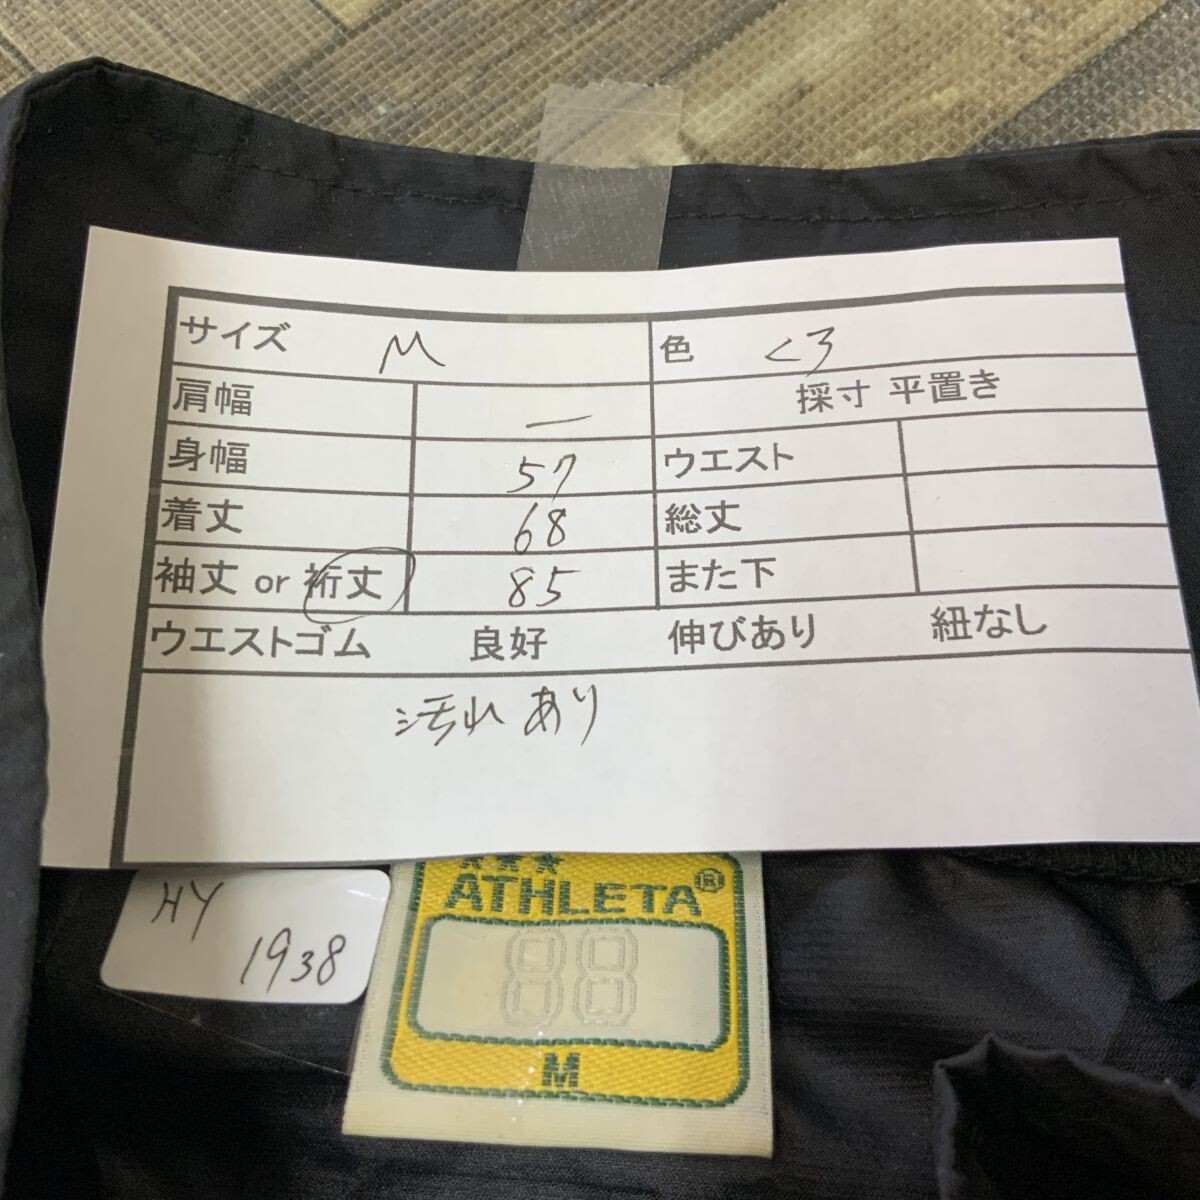 サイズ M 色 くろ
肩幅 — 採寸 平置き
身幅 57 ウエスト
着丈 68 総丈
袖丈 or 裄丈 85 また下
ウエストゴム 良好 伸びあり 紐なし
汚れあり
HY
1938
ATHLETA®
88
M